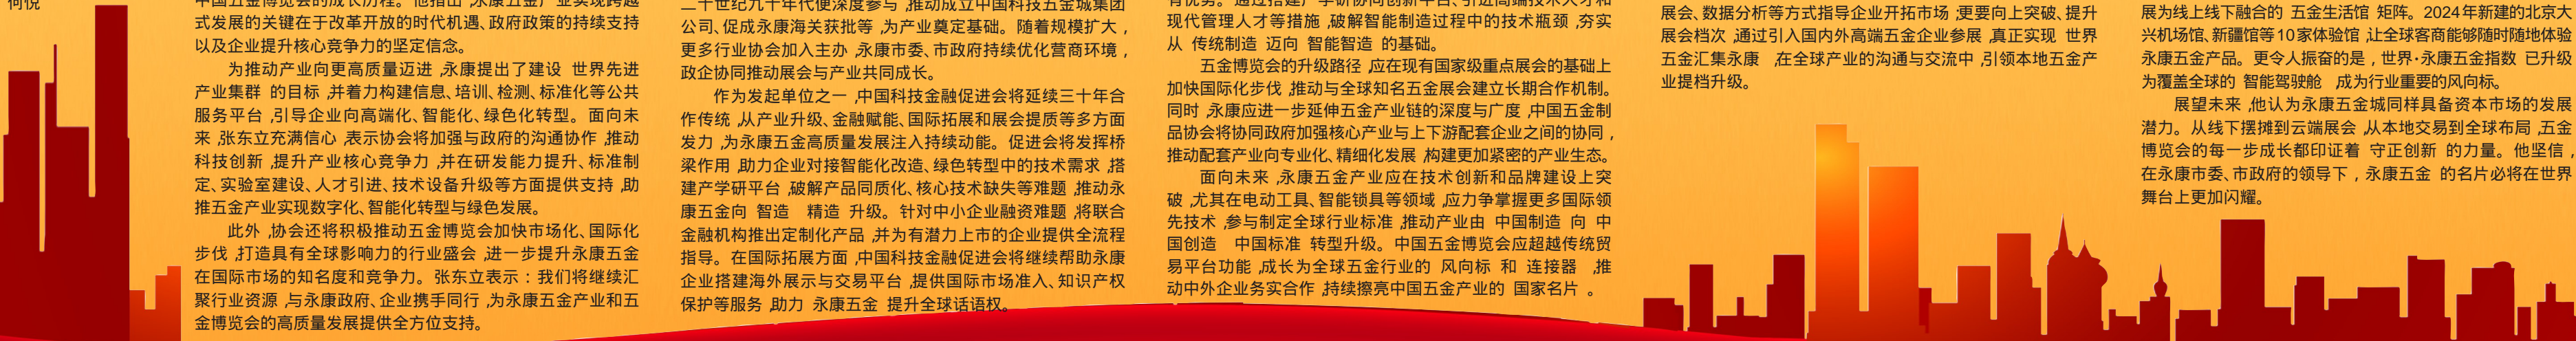 何悦
中国五金博览会的成长历程。他指出,永康五金产业实现跨越
式发展的关键在于改革开放的时代机遇、政府政策的持续支持
以及企业提升核心竞争力的坚定信念。
为推动产业向更高质量迈进,永康提出了建设 世界先进
产业集群 的目标,并着力构建信息、培训、检测、标准化等公共
服务平台,引导企业向高端化、智能化、绿色化转型。面向未
来,张东立充满信心,表示协会将加强与政府的沟通协作,推动
科技创新,提升产业核心竞争力,并在研发能力提升、标准制
定、实验室建设、人才引进、技术设备升级等方面提供支持,助
推五金产业实现数字化、智能化转型与绿色发展。
此外,协会还将积极推动五金博览会加快市场化、国际化
步伐,打造具有全球影响力的行业盛会,进一步提升永康五金
在国际市场的知名度和竞争力。张东立表示:我们将继续汇
聚行业资源,与永康政府、企业携手同行,为永康五金产业和五
金博览会的高质量发展提供全方位支持。
二十世纪九十年代便深度参与,推动成立中国科技五金城集团
公司、促成永康海关获批等,为产业奠定基础。随着规模扩大,
更多行业协会加入主办,永康市委、市政府持续优化营商环境,
政企协同推动展会与产业共同成长。
作为发起单位之一,中国科技金融促进会将延续三十年合
作传统,从产业升级、金融赋能、国际拓展和展会提质等多方面
发力,为永康五金高质量发展注入持续动能。促进会将发挥桥
梁作用,助力企业对接智能化改造、绿色转型中的技术需求,搭
建产学研平台,破解产品同质化、核心技术缺失等难题,推动永
康五金向 智造 精造 升级。针对中小企业融资难题,将联合
金融机构推出定制化产品,并为有潜力上市的企业提供全流程
指导。在国际拓展方面,中国科技金融促进会将继续帮助永康
企业搭建海外展示与交易平台,提供国际市场准入、知识产权
保护等服务,助力 永康五金 提升全球话语权。
有优势。通过搭建产学研协同创新平台、引进高端技术人才和
现代管理人才等措施,破解智能制造过程中的技术瓶颈,夯实
从 传统制造 迈向 智能智造 的基础。
五金博览会的升级路径,应在现有国家级重点展会的基础上
加快国际化步伐,推动与全球知名五金展会建立长期合作机制。
同时,永康应进一步延伸五金产业链的深度与广度,中国五金制
品协会将协同政府加强核心产业与上下游配套企业之间的协同,
推动配套产业向专业化、精细化发展,构建更加紧密的产业生态。
面向未来,永康五金产业应在技术创新和品牌建设上突
破,尤其在电动工具、智能锁具等领域,应力争掌握更多国际领
先技术,参与制定全球行业标准,推动产业由 中国制造 向 中
国创造 中国标准 转型升级。中国五金博览会应超越传统贸
易平台功能,成长为全球五金行业的 风向标 和 连接器 ,推
动中外企业务实合作,持续擦亮中国五金产业的 国家名片 。
展会、数据分析等方式指导企业开拓市场,更要向上突破、提升
展会档次,通过引入国内外高端五金企业参展,真正实现 世界
五金汇集永康 ,在全球产业的沟通与交流中,引领本地五金产
业提档升级。
展为线上线下融合的 五金生活馆 矩阵。2024年新建的北京大
兴机场馆、新疆馆等10家体验馆,让全球客商能够随时随地体验
永康五金产品。更令人振奋的是,世界·永康五金指数 已升级
为覆盖全球的 智能驾驶舱 成为行业重要的风向标。
展望未来,他认为永康五金城同样具备资本市场的发展
潜力。从线下摆摊到云端展会,从本地交易到全球布局,五金
博览会的每一步成长都印证着 守正创新 的力量。他坚信,
在永康市委、市政府的领导下,永康五金 的名片必将在世界
舞台上更加闪耀。